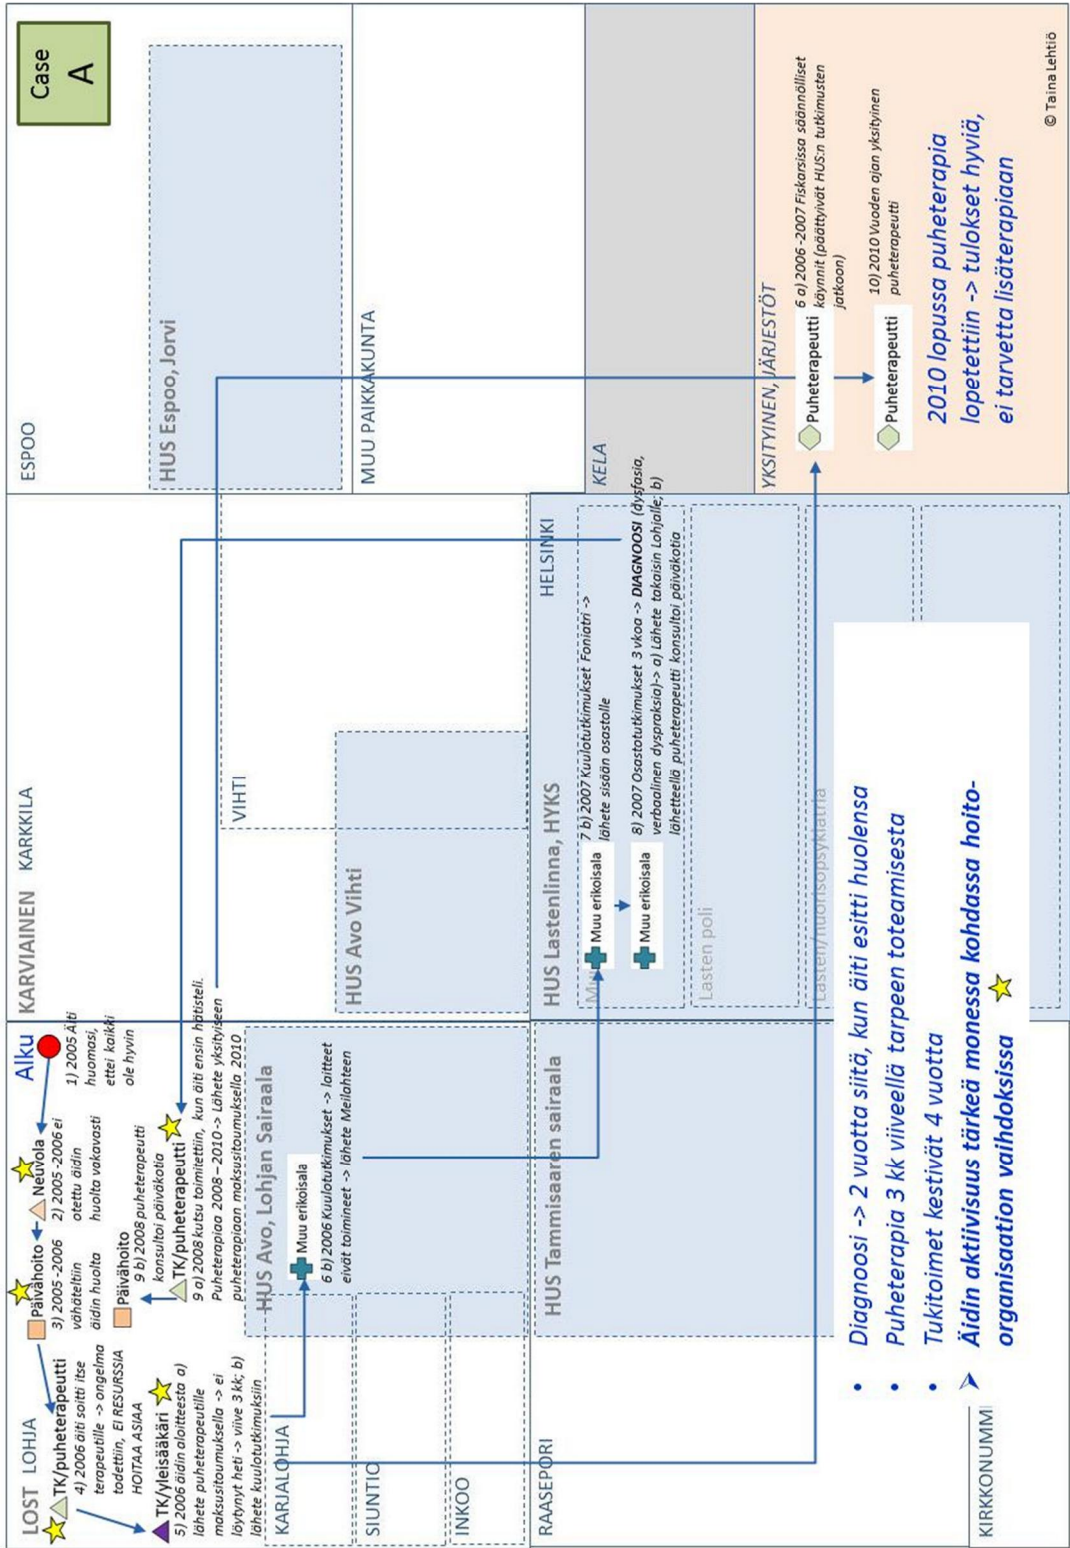 Case
A
LOST LOHJA
TK/puheterapeutti
4) 2006 äiti soitti itse
terapeutille -> ongelma
todettiin, EI RESURSSIA
HOITAA ASIAA
TK/yleisääkäri
5) 2006 äidin aloitteesta a)
lähete puheterapeutille
maksusitoumuksella -> ei
löytynyt heti -> viive 3 kk; b)
lähete kuulotutkimuksiin
Päivähoito
3) 2005-2006
vähäteltiin
äidin huolta
Neuvola
2) 2005-2006 ei
otettu äidin
huolta vakavasti
Alku
1) 2005 Äiti
huomasi,
ettei kaikki
ole hyvin
Päivähoito
9 b) 2008 puheterapeutti
konsultoi päiväkotia
TK/puheterapeutti
9 a) 2008 kutsu toimitettiin, kun äiti ensin hätisteli.
Puheterapiaa 2008–2010-> Lähete yksityiseen
puheterapiaan maksusitoumuksella 2010
KARJALOHJA
SIUNTIO
INKOO
HUS Avo, Lohjan Sairaala
Muu erikoisala
6 b) 2006 Kuulotutkimukset -> laitteet
eivät toimineet -> lähete Meilahteen
KARVIAINEN KARKKILA
VIHTI
HUS Avo Vihti
ESPOO
HUS Espoo, Jorvi
MUU PAIKKAKUNTA
RAASEPORI
HUS Tammisaaren sairaala
KIRKKONUMMI
HELSINKI
HUS Lastenlinna, HYKS
Muu erikoisala
7 b) 2007 Kuulotutkimukset Foniatri ->
lähete sisään osastolle
Muu erikoisala
8) 2007 Osastotutkimukset 3 vkoa -> DIAGNOOSI (dysfasia,
verbaalinen dyspraksia)-> a) Lähete takaisin Lohjalle; b)
lähetteellä puheterapeutti konsultoi päiväkotia
Lasten poli
Lasten/nuorisopsykiatria
KELA
YKSITYINEN, JÄRJESTÖT
Puheterapeutti
6 a) 2006-2007 Fiskarsissa säännölliset
käynnit (päättyivät HUS:n tutkimusten
jatkoon)
Puheterapeutti
10) 2010 Vuoden ajan yksityinen
puheterapeutti
2010 lopussa puheterapia
lopetettiin -> tulokset hyviä,
ei tarvetta lisäterapiaan
• Diagnoosi -> 2 vuotta siitä, kun äiti esitti huolensa
• Puheterapia 3 kk viiveellä tarpeen toteamisesta
• Tukitoimet kestivät 4 vuotta
➢ Äidin aktiivisuus tärkeä monessa kohdassa hoito-
organisaation vaihdoksissa
© Taina Lehtiö